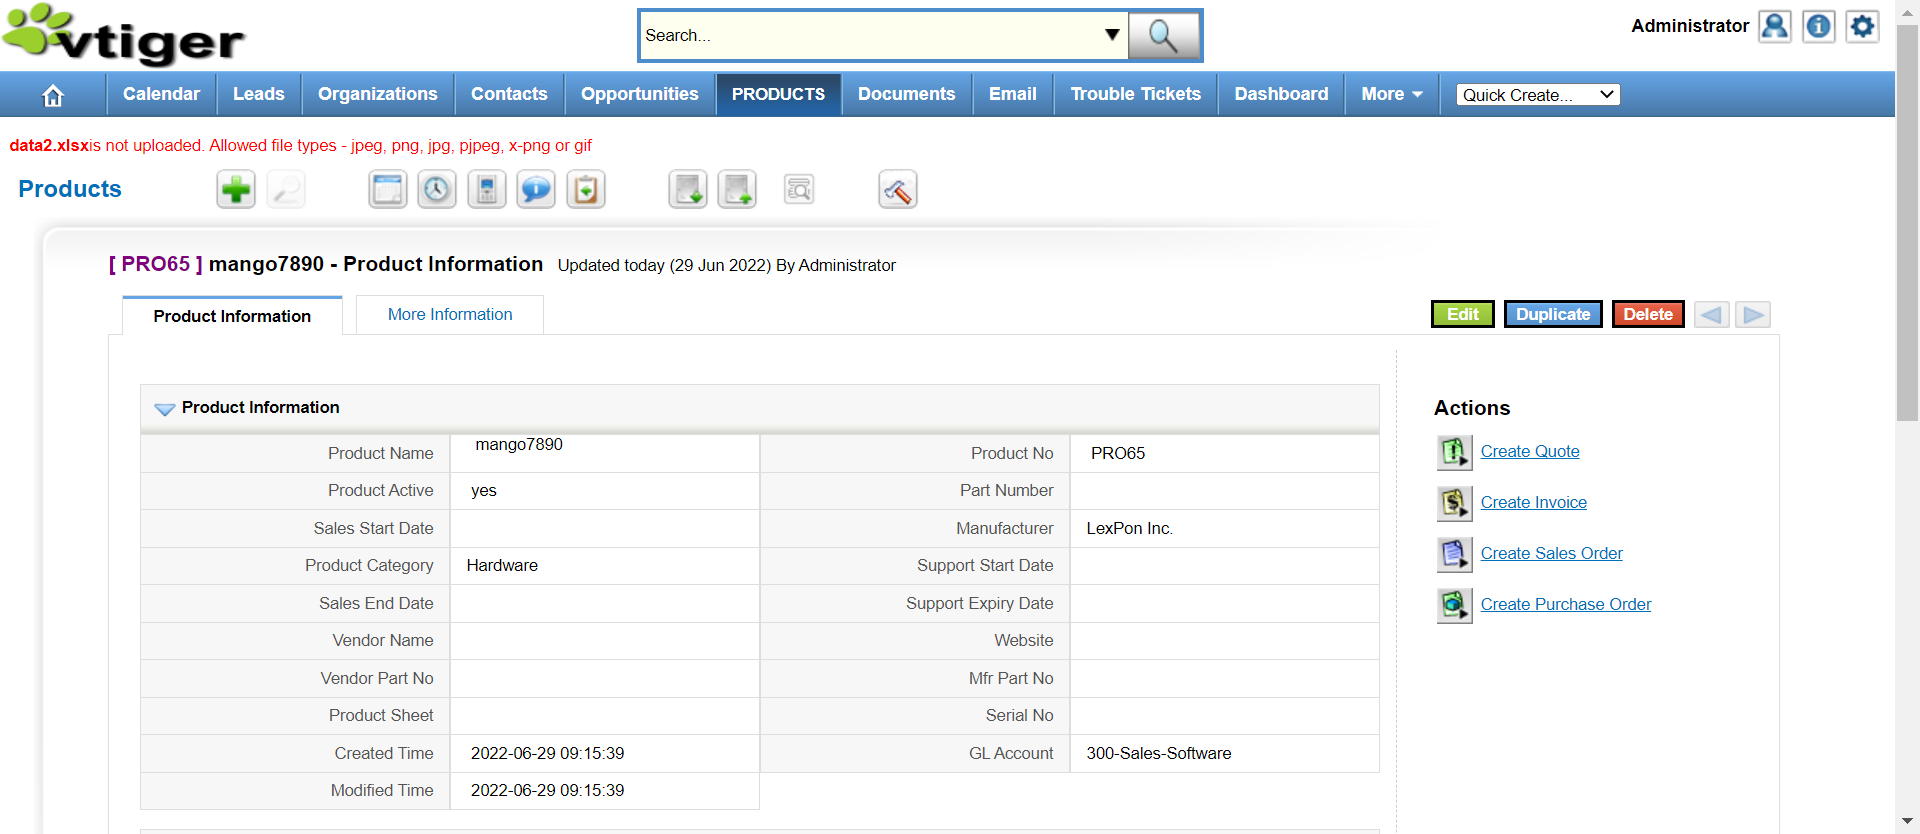 vtiger
Search...
Administrator
Calendar Leads Organizations Contacts Opportunities PRODUCTS Documents Email Trouble Tickets Dashboard More Quick Create...
data2.xlsxis not uploaded. Allowed file types - jpeg, png, jpg, pjpeg, x-png or gif
Products
[ PRO65 ] mango7890 - Product Information Updated today (29 Jun 2022) By Administrator
Product Information More Information Edit Duplicate Delete
Product Information
Product Name mango7890 Product No PRO65
Product Active yes Part Number
Sales Start Date Manufacturer LexPon Inc.
Product Category Hardware Support Start Date
Sales End Date Support Expiry Date
Vendor Name Website
Vendor Part No Mfr Part No
Product Sheet Serial No
Created Time 2022-06-29 09:15:39 GL Account 300-Sales-Software
Modified Time 2022-06-29 09:15:39
Actions
Create Quote
Create Invoice
Create Sales Order
Create Purchase Order